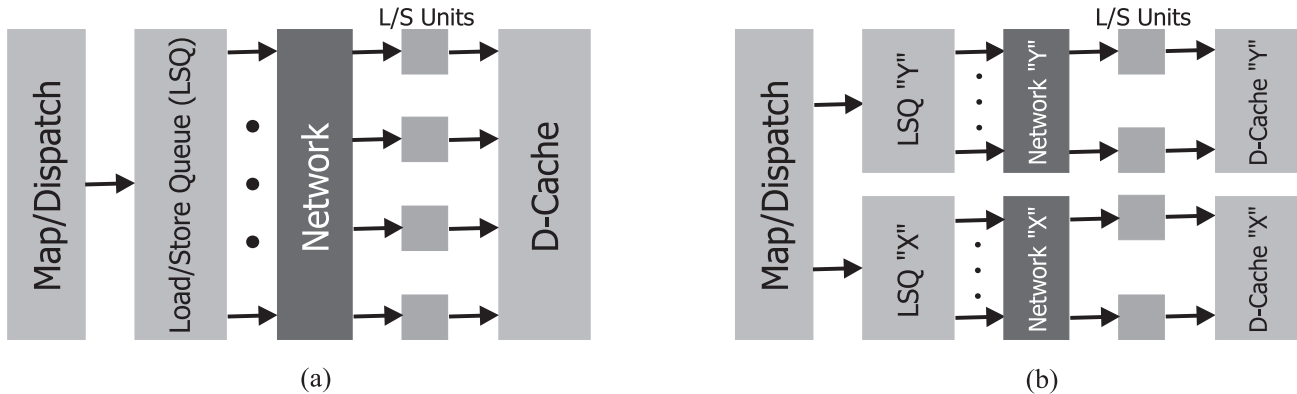 L/S Units
Map/Dispatch
Load/Store Queue (LSQ)
Network
D-Cache
(a)
L/S Units
Map/Dispatch
LSQ "Y"
Network "Y"
D-Cache "Y"
LSQ "X"
Network "X"
D-Cache "X"
(b)